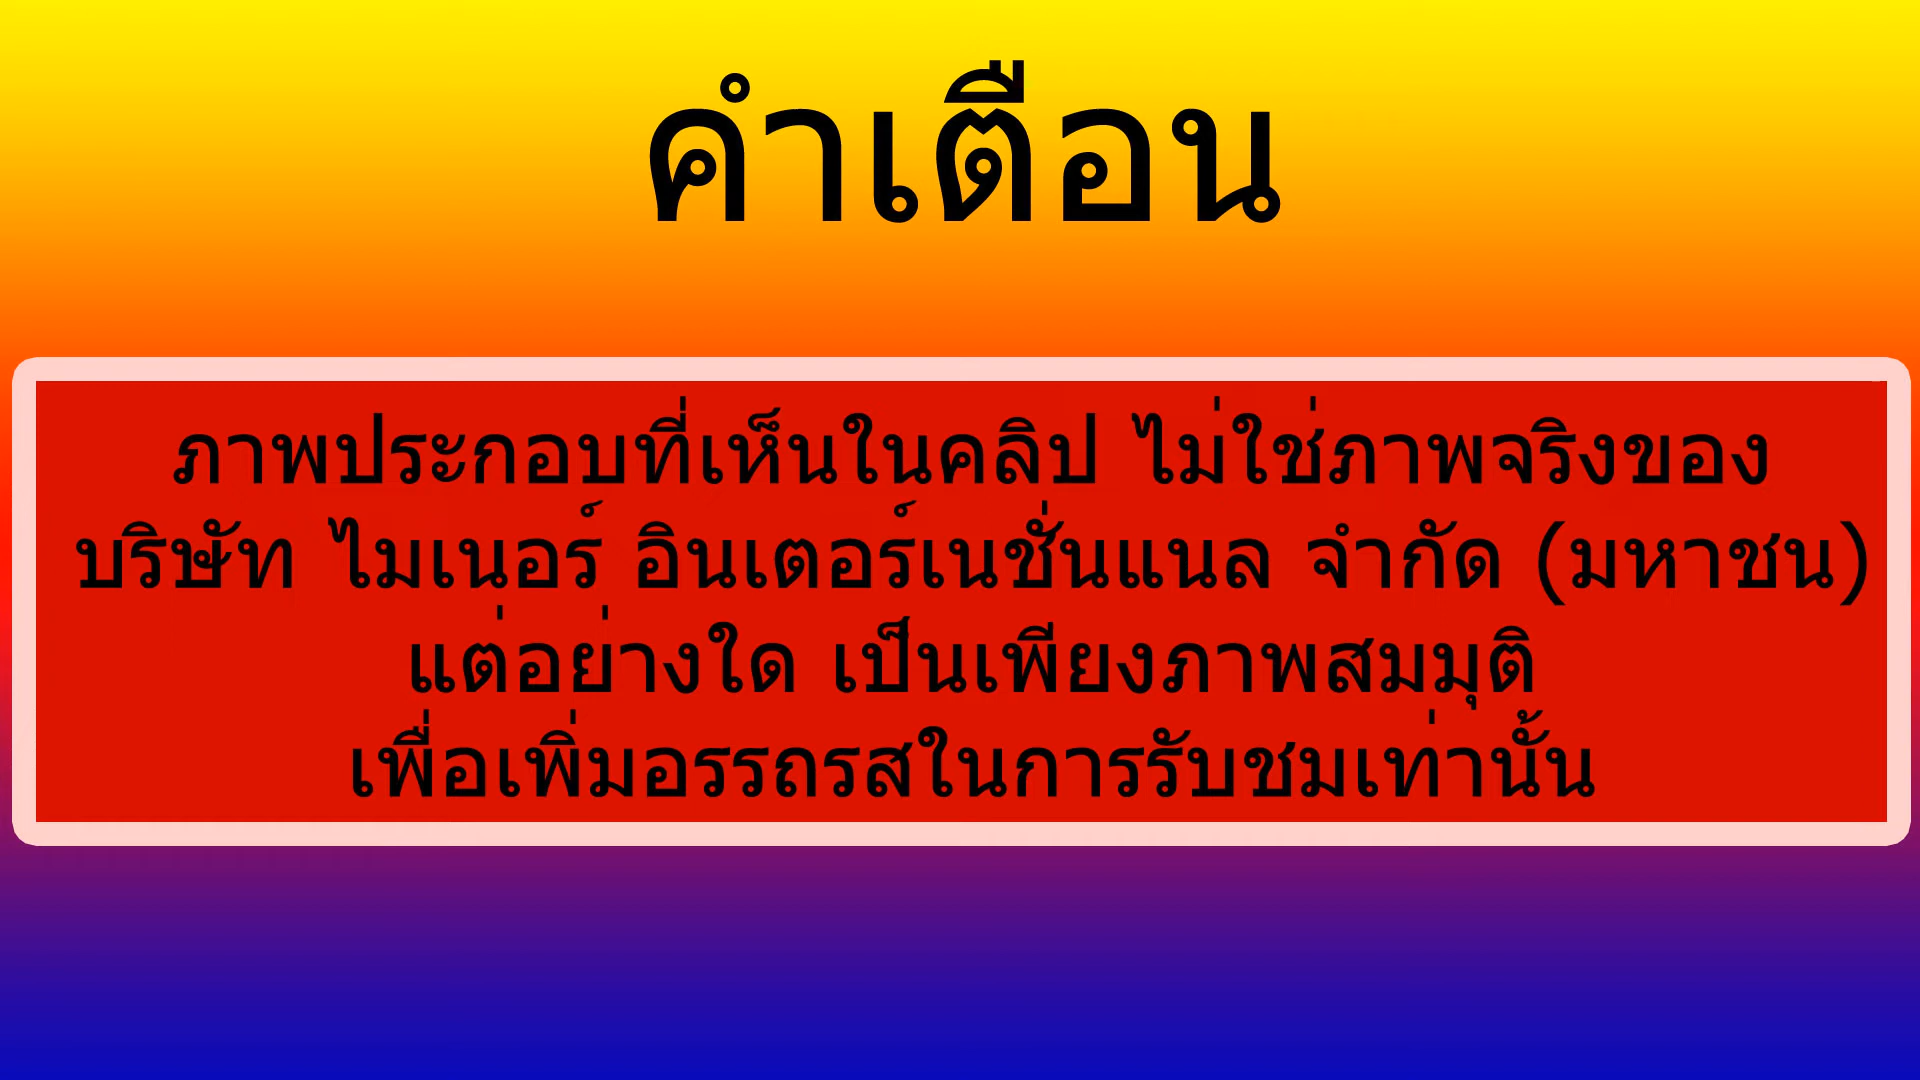 คำเตือน
ภาพประกอบที่เห็นในคลิป ไม่ใช่ภาพจริงของ
บริษัท ไมเนอร์ อินเตอร์เนชั่นแนล จำกัด (มหาชน)
แต่อย่างใด เป็นเพียงภาพสมมุติ
เพื่อเพิ่มอรรถรสในการรับชมเท่านั้น